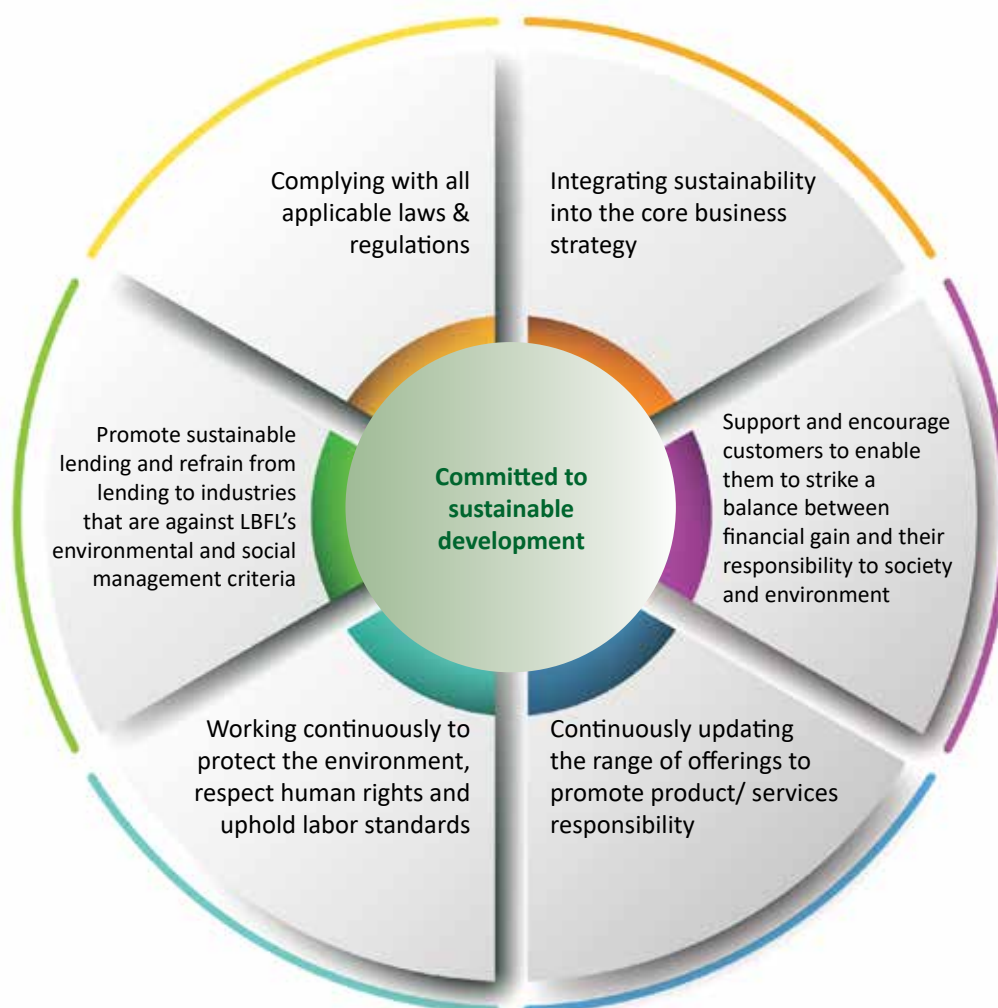 Complying with all
applicable laws &
regulations
Integrating sustainability
into the core business
strategy
Promote sustainable
lending and refrain from
lending to industries
that are against LBFL’s
environmental and social
management criteria
Committed to
sustainable
development
Support and encourage
customers to enable
them to strike a
balance between
financial gain and their
responsibility to society
and environment
Working continuously to
protect the environment,
respect human rights and
uphold labor standards
Continuously updating
the range of offerings to
promote product/ services
responsibility